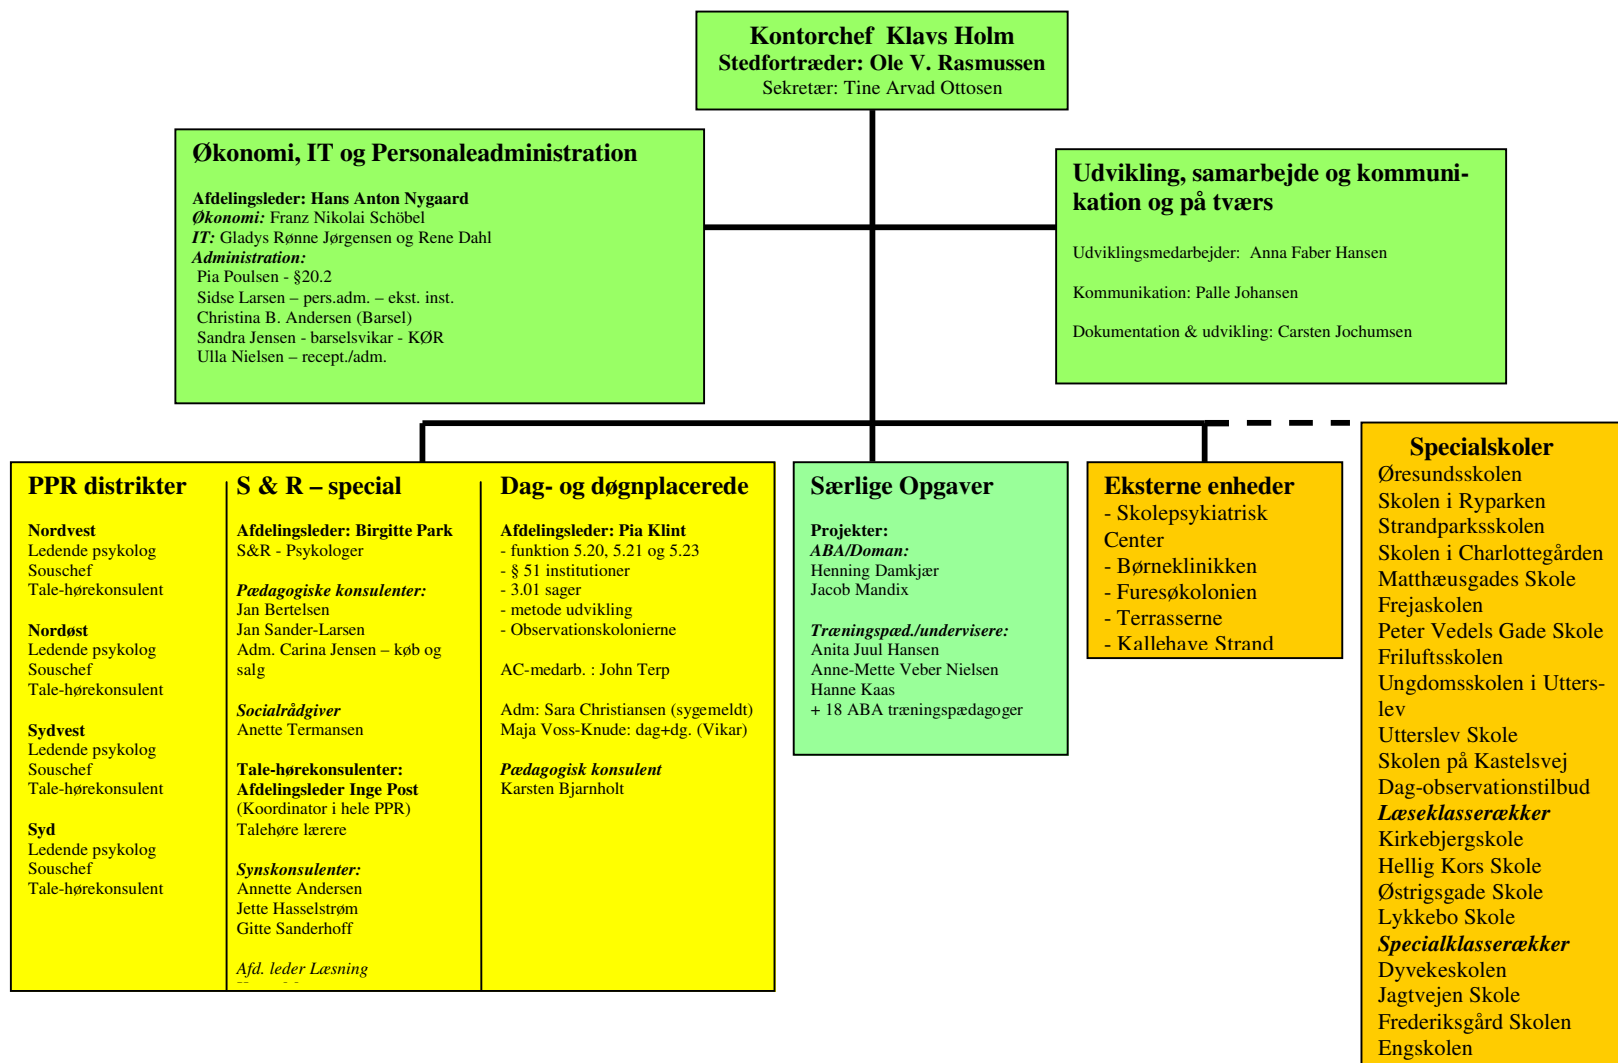 Kontorchef  Klavs Holm
Stedfortræder: Ole V. Rasmussen
Sekretær: Tine Arvad Ottosen
Økonomi, IT og Personaleadministration
Afdelingsleder: Hans Anton Nygaard
Økonomi: Franz Nikolai Schöbel
IT: Gladys Rønne Jørgensen og Rene Dahl
Administration:
Pia Poulsen - §20.2
Sidse Larsen – pers.adm. – ekst. inst.
Christina B. Andersen (Barsel)
Sandra Jensen - barselsvikar - KØR
Ulla Nielsen – recept./adm.
Udvikling, samarbejde og kommuni-
kation og på tværs
Udviklingsmedarbejder:  Anna Faber Hansen
Kommunikation: Palle Johansen
Dokumentation & udvikling: Carsten Jochumsen
PPR distrikter
Nordvest
Ledende psykolog
Souschef
Tale-hørekonsulent
Nordøst
Ledende psykolog
Souschef
Tale-hørekonsulent
Sydvest
Ledende psykolog
Souschef
Tale-hørekonsulent
Syd
Ledende psykolog
Souschef
Tale-hørekonsulent
S & R – special
Afdelingsleder: Birgitte Park
S&R - Psykologer
Pædagogiske konsulenter:
Jan Bertelsen
Jan Sander-Larsen
Adm. Carina Jensen – køb og
salg
Socialrådgiver
Anette Termansen
Tale-hørekonsulenter:
Afdelingsleder Inge Post
(Koordinator i hele PPR)
Talehøre lærere
Synskonsulenter:
Annette Andersen
Jette Hasselstrøm
Gitte Sanderhoff
Afd. leder Læsning
Dag- og døgnplacerede
Afdelingsleder: Pia Klint
- funktion 5.20, 5.21 og 5.23
- § 51 institutioner
- 3.01 sager
- metode udvikling
- Observationskolonierne
AC-medarb. : John Terp
Adm: Sara Christiansen (sygemeldt)
Maja Voss-Knude: dag+dg. (Vikar)
Pædagogisk konsulent
Karsten Bjarnholt
Særlige Opgaver
Projekter:
ABA/Doman:
Henning Damkjær
Jacob Mandix
Træningspæd./undervisere:
Anita Juul Hansen
Anne-Mette Veber Nielsen
Hanne Kaas
+ 18 ABA træningspædagoger
Eksterne enheder
- Skolepsykiatrisk
Center
- Børneklinikken
- Furesøkolonien
- Terrasserne
- Kallehave Strand
Specialskoler
Øresundsskolen
Skolen i Ryparken
Strandparksskolen
Skolen i Charlottegården
Matthæusgades Skole
Frejaskolen
Peter Vedels Gade Skole
Friluftsskolen
Ungdomsskolen i Utters-
lev
Utterslev Skole
Skolen på Kastelsvej
Dag-observationstilbud
Læseklasserækker
Kirkebjergskole
Hellig Kors Skole
Østrigsgade Skole
Lykkebo Skole
Specialklasserækker
Dyvekeskolen
Jagtvejen Skole
Frederiksgård Skolen
Engskolen